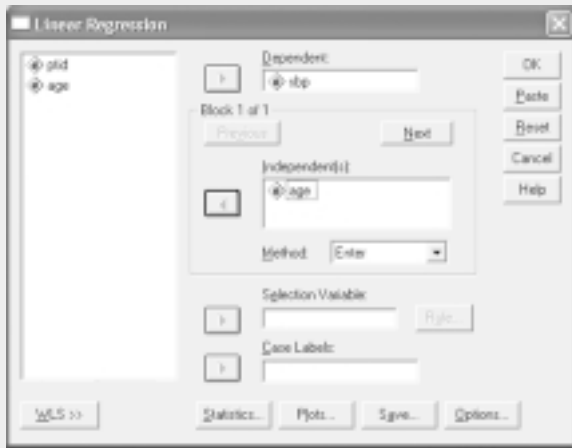 Linear Regression
ptid
age
Dependent:
sbp
Block 1 of 1
Previous
Next
Independent(s):
age
Method:
Enter
Selection Variable:
Rule...
Case Labels:
OK
Paste
Reset
Cancel
Help
WLS >>
Statistics...
Plots...
Save...
Options...